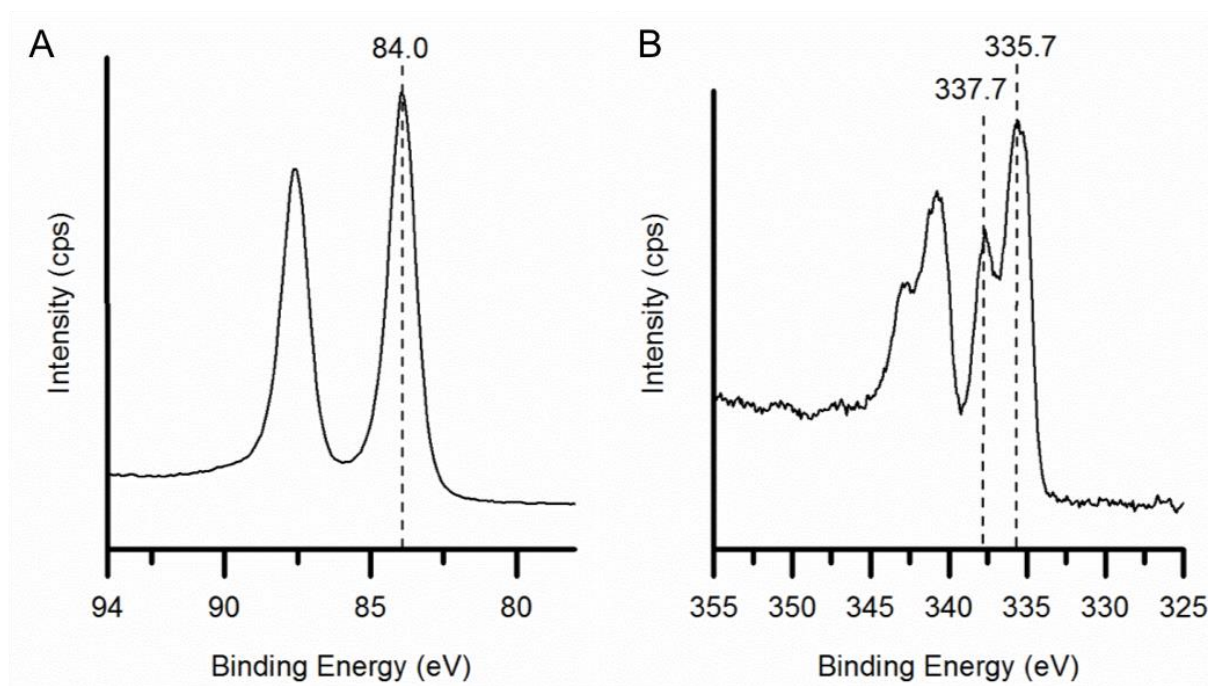 A
84.0
Intensity (cps)
94 90 85 80
Binding Energy (eV)
B
335.7
337.7
Intensity (cps)
355 350 345 340 335 330 325
Binding Energy (eV)